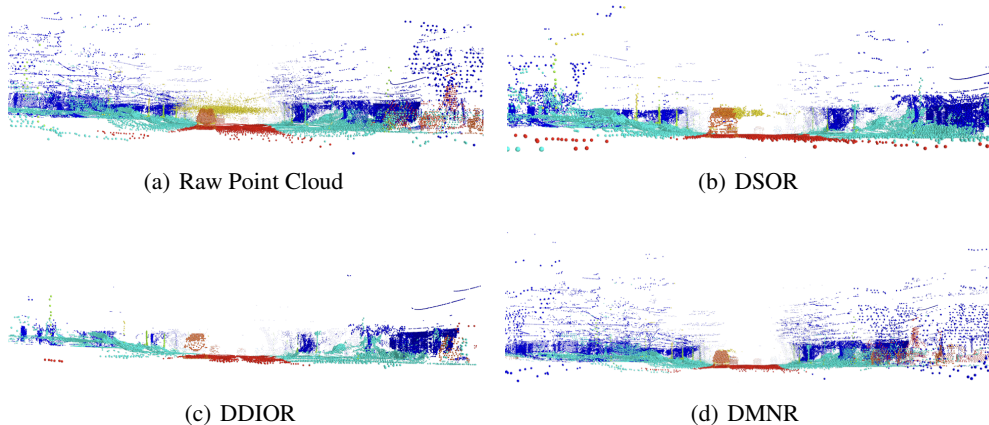 (a) Raw Point Cloud
(b) DSOR
(c) DDIOR
(d) DMNR